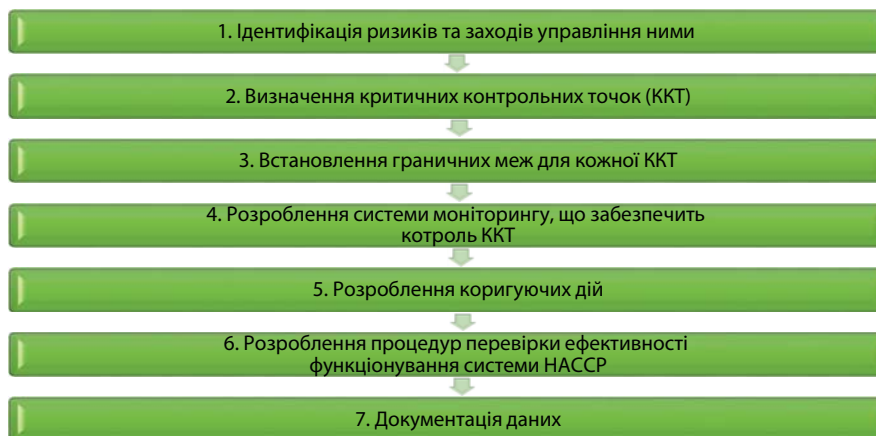 1. Ідентифікація ризиків та заходів управління ними
2. Визначення критичних контрольних точок (ККТ)
3. Встановлення граничних меж для кожної ККТ
4. Розроблення системи моніторингу, що забезпечить
котроль ККТ
5. Розроблення коригуючих дій
6. Розроблення процедур перевірки ефективності
функціонування системи НАССР
7. Документація даних